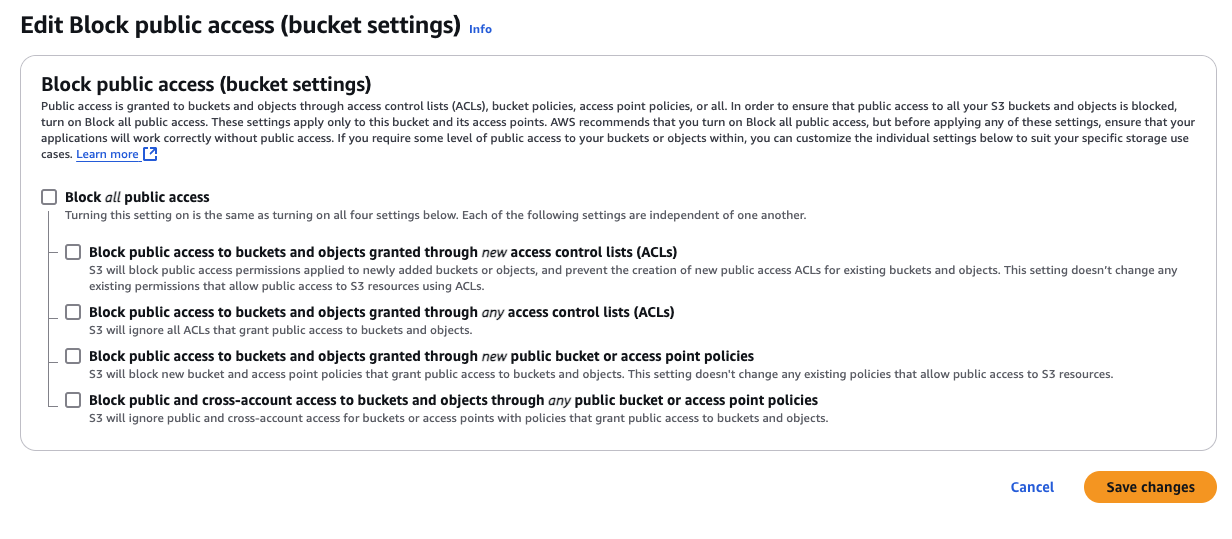 Edit Block public access (bucket settings) Info
Block public access (bucket settings)
Public access is granted to buckets and objects through access control lists (ACLs), bucket policies, access point policies, or all. In order to ensure that public access to all your S3 buckets and objects is blocked,
turn on Block all public access. These settings apply only to this bucket and its access points. AWS recommends that you turn on Block all public access, but before applying any of these settings, ensure that your
applications will work correctly without public access. If you require some level of public access to your buckets or objects within, you can customize the individual settings below to suit your specific storage use
cases. Learn more
Block all public access
Turning this setting on is the same as turning on all four settings below. Each of the following settings are independent of one another.
Block public access to buckets and objects granted through new access control lists (ACLs)
S3 will block public access permissions applied to newly added buckets or objects, and prevent the creation of new public access ACLs for existing buckets and objects. This setting doesn't change any
existing permissions that allow public access to S3 resources using ACLs.
Block public access to buckets and objects granted through any access control lists (ACLs)
S3 will ignore all ACLs that grant public access to buckets and objects.
Block public access to buckets and objects granted through new public bucket or access point policies
S3 will block new bucket and access point policies that grant public access to buckets and objects. This setting doesn't change any existing policies that allow public access to S3 resources.
Block public and cross-account access to buckets and objects through any public bucket or access point policies
S3 will ignore public and cross-account access for buckets or access points with policies that grant public access to buckets and objects.
Cancel Save changes